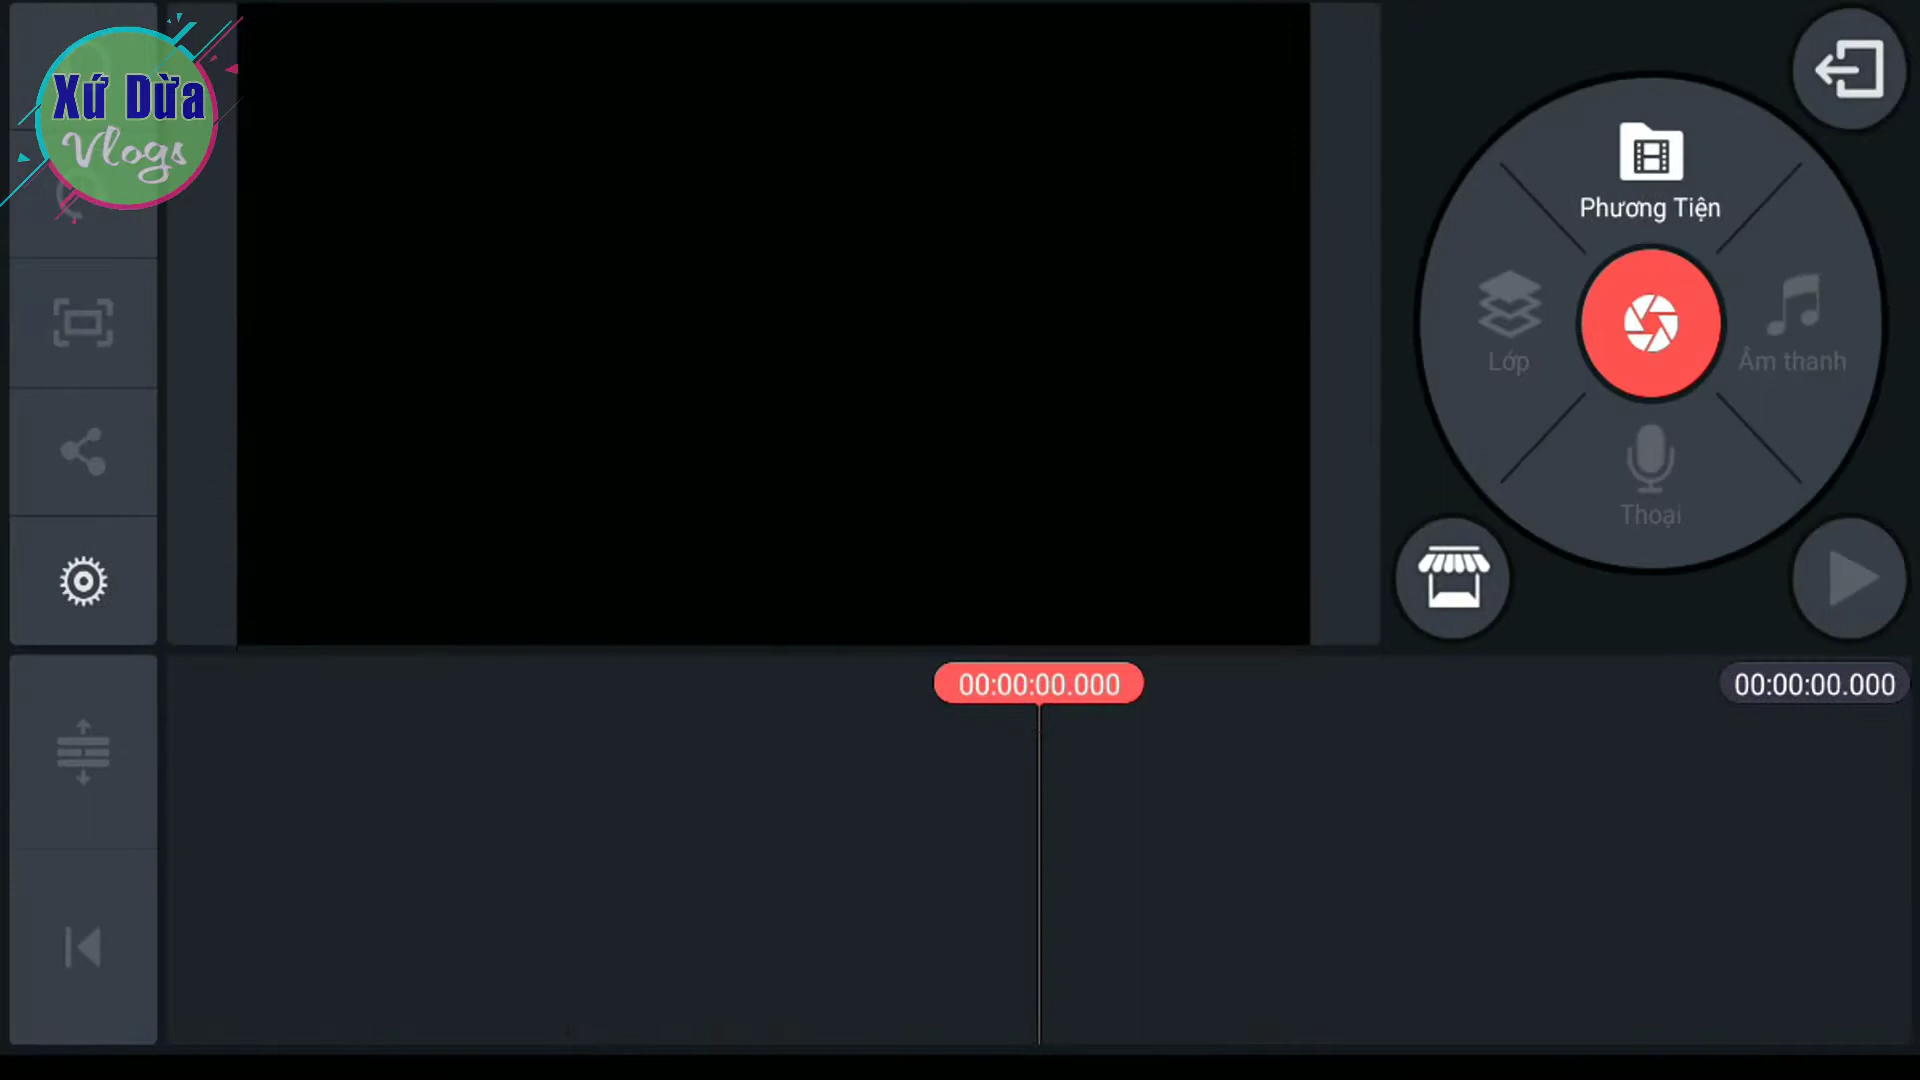 Xứ Dừa
Vlogs
Phương Tiện
Lớp
Âm thanh
Thoại
00:00:00.000
00:00:00.000